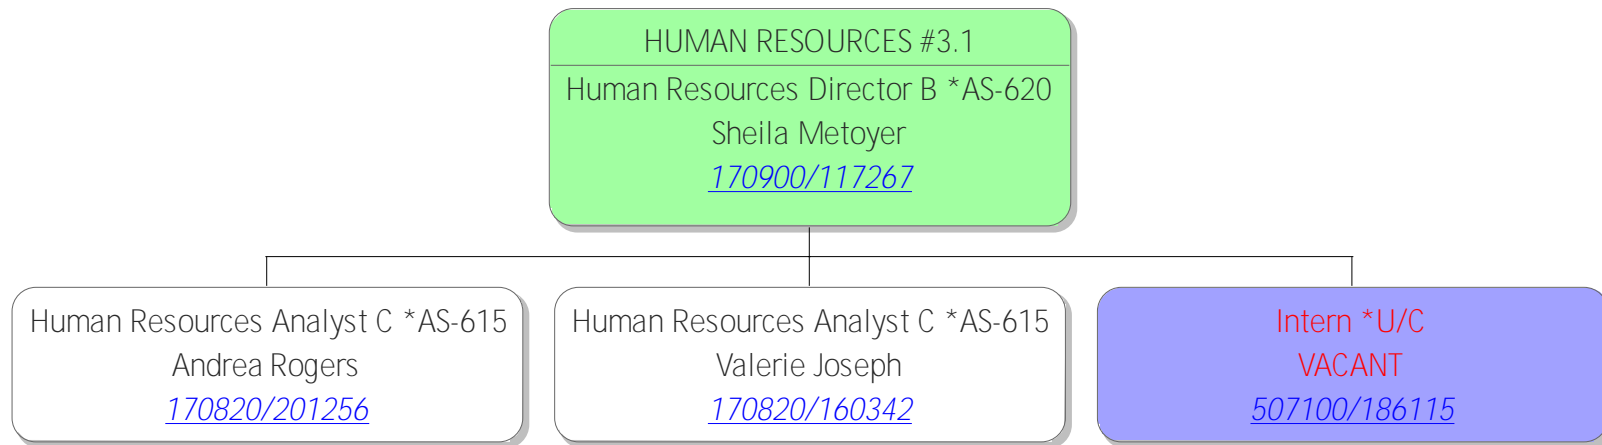 HUMAN RESOURCES #3.1
Human Resources Director B *AS-620
Sheila Metoyer
170900/117267
Human Resources Analyst C *AS-615
Andrea Rogers
170820/201256
Human Resources Analyst C *AS-615
Valerie Joseph
170820/160342
Intern *U/C
VACANT
507100/186115